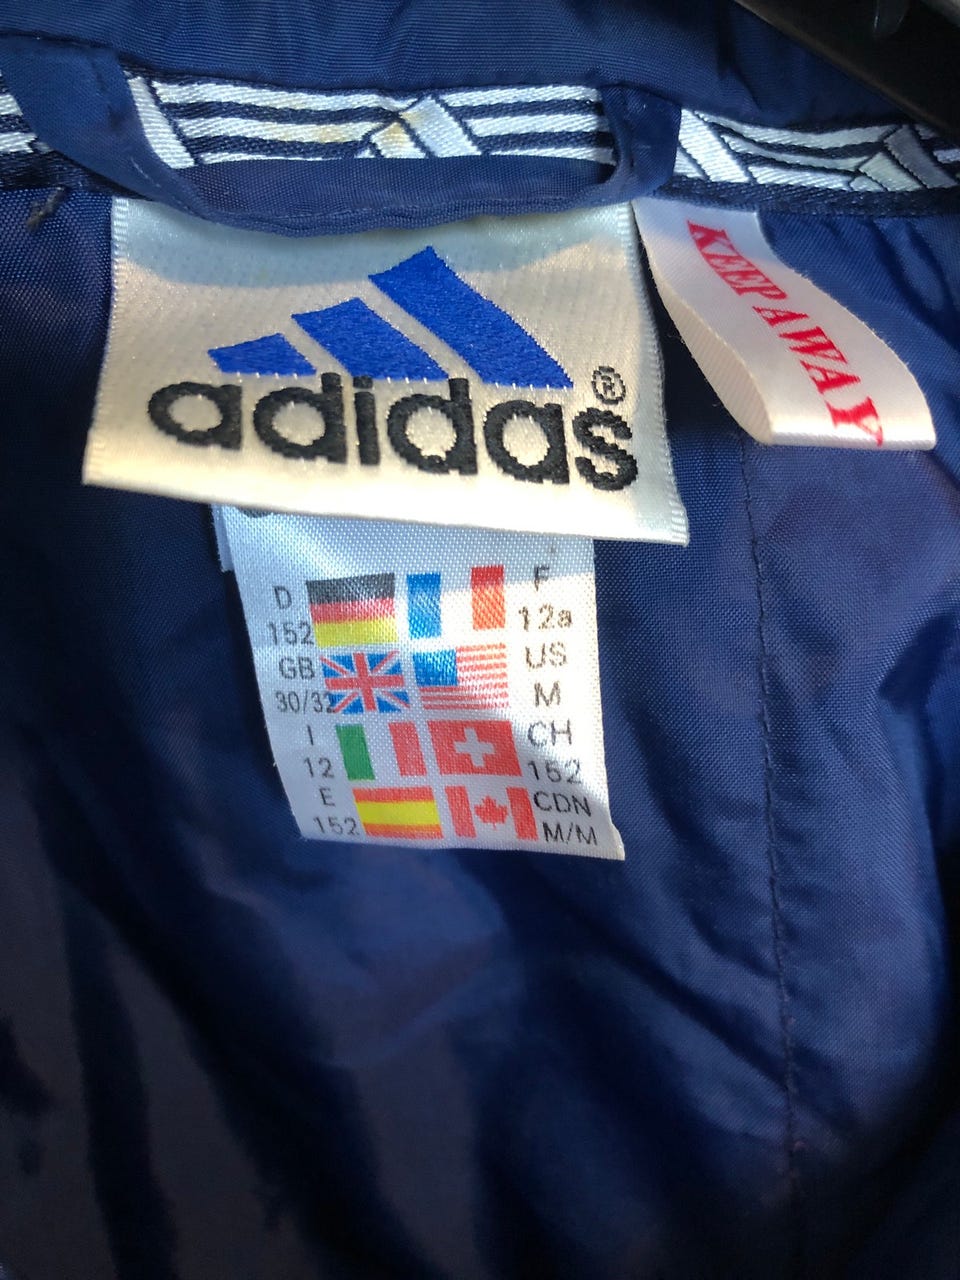 adidas®
KEEP AWAY
D
152
F
12a
GB
30/32
US
M
I
12
CH
152
E
152
CDN
M/M